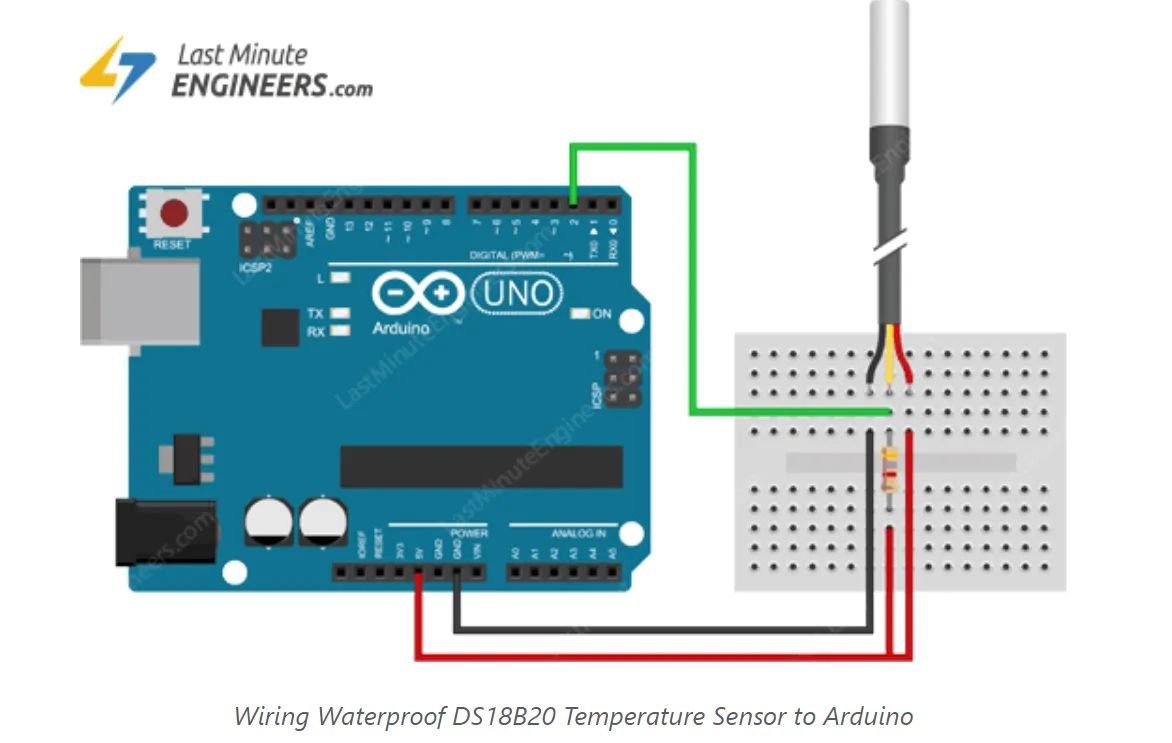 Last Minute
ENGINEERS.com
RESET
ICSP2
AREF
GND
13
12
~11
~10
~9
8
7
~6
~5
4
~3
2
TX0 ▶ 1
RX0 ◀ 0
DIGITAL (PWM=
L
TX
RX
Arduino
UNO
ON
1
ICSP
POWER
ANALOG IN
IOREF
RESET
3V3
5V
GND
GND
VIN
A0
A1
A2
A3
A4
A5
LastMinuteEngineers.com
Wiring Waterproof DS18B20 Temperature Sensor to Arduino